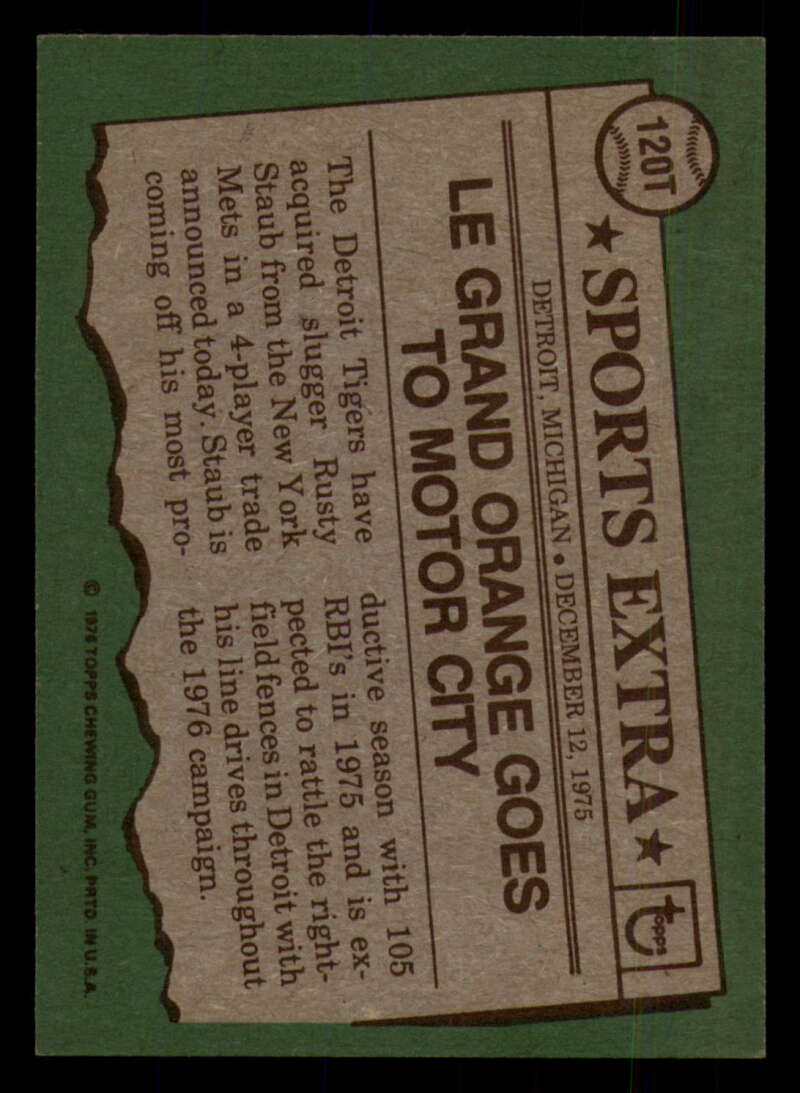 120T
★ SPORTS EXTRA ★
topps
DETROIT, MICHIGAN • DECEMBER 12, 1975
LE GRAND ORANGE GOES
TO MOTOR CITY
The Detroit Tigers have
acquired slugger Rusty
Staub from the New York
Mets in a 4-player trade
announced today. Staub is
coming off his most pro-
ductive season with 105
RBI's in 1975 and is ex-
pected to rattle the right-
field fences in Detroit with
his line drives throughout
the 1976 campaign.
© 1976 TOPPS CHEWING GUM, INC. PRTD. IN U.S.A.